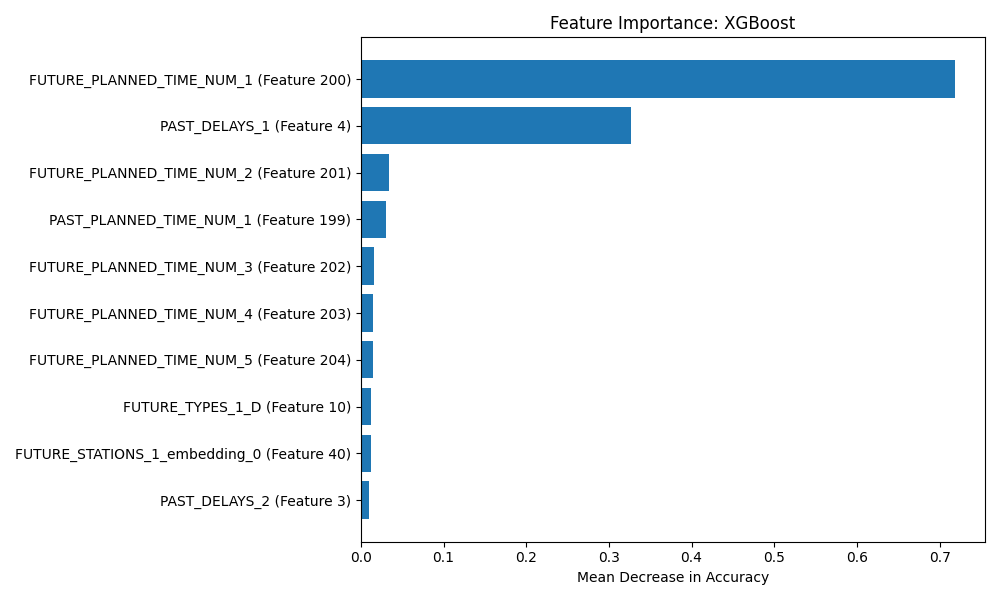 Feature Importance: XGBoost
FUTURE_PLANNED_TIME_NUM_1 (Feature 200)
PAST_DELAYS_1 (Feature 4)
FUTURE_PLANNED_TIME_NUM_2 (Feature 201)
PAST_PLANNED_TIME_NUM_1 (Feature 199)
FUTURE_PLANNED_TIME_NUM_3 (Feature 202)
FUTURE_PLANNED_TIME_NUM_4 (Feature 203)
FUTURE_PLANNED_TIME_NUM_5 (Feature 204)
FUTURE_TYPES_1_D (Feature 10)
FUTURE_STATIONS_1_embedding_0 (Feature 40)
PAST_DELAYS_2 (Feature 3)
0.0 0.1 0.2 0.3 0.4 0.5 0.6 0.7
Mean Decrease in Accuracy